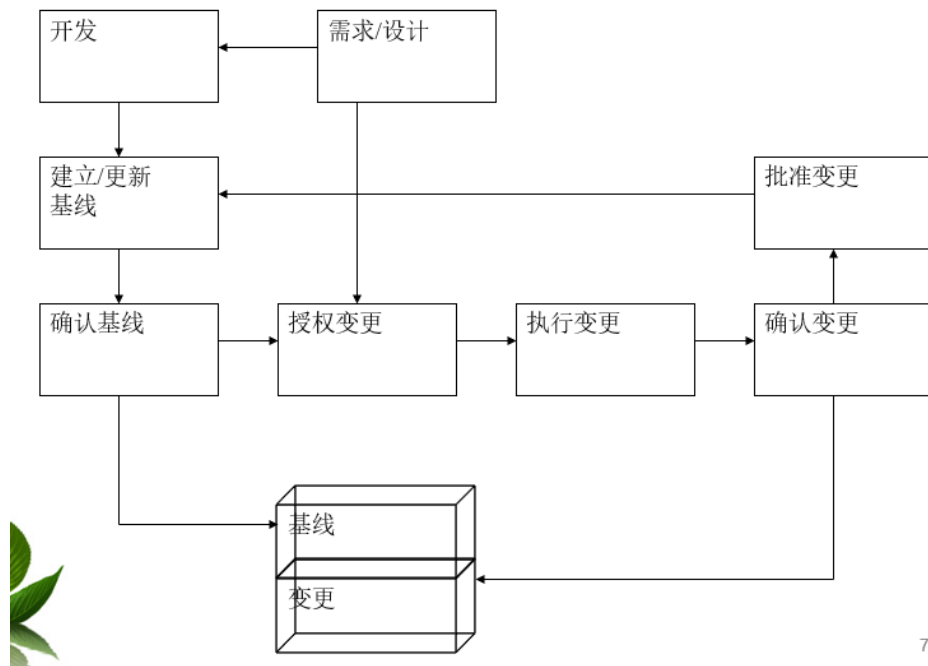 开发
需求/设计
建立/更新
基线
批准变更
确认基线
授权变更
执行变更
确认变更
基线
变更
7